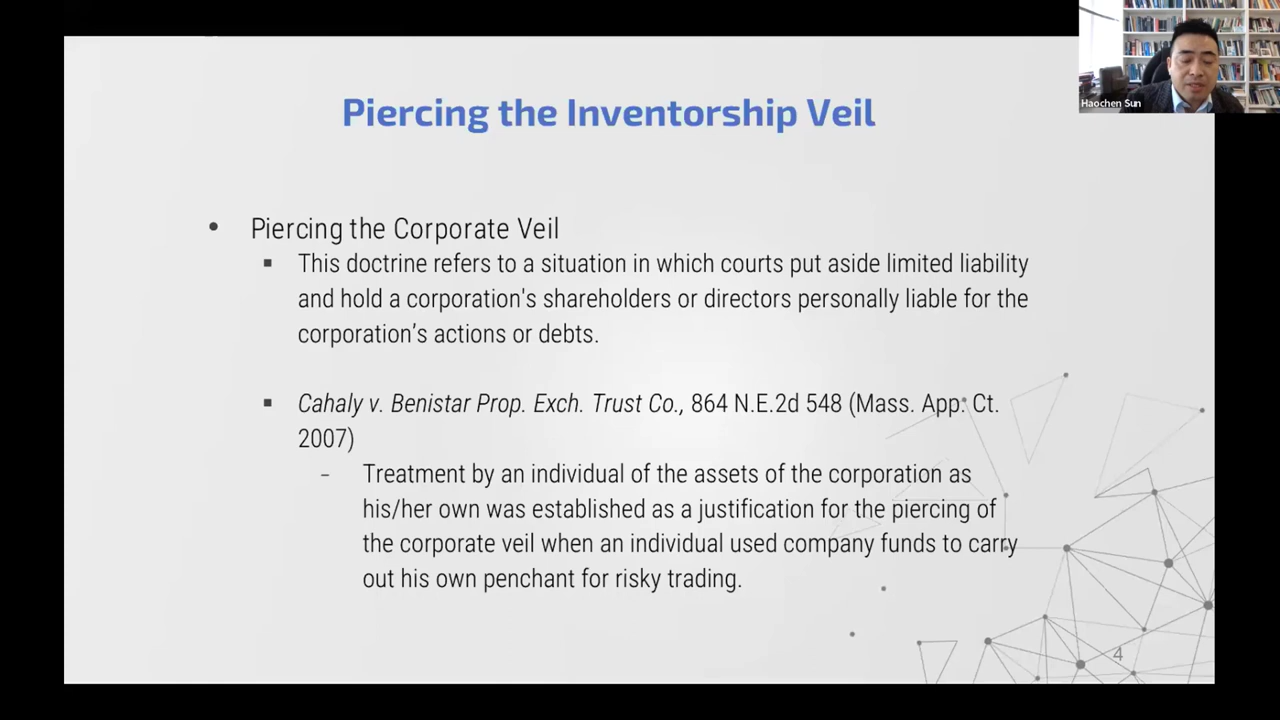 Piercing the Inventorship Veil
Haochen Sun
• Piercing the Corporate Veil
▪ This doctrine refers to a situation in which courts put aside limited liability
and hold a corporation's shareholders or directors personally liable for the
corporation’s actions or debts.
▪ Cahaly v. Benistar Prop. Exch. Trust Co., 864 N.E.2d 548 (Mass. App. Ct.
2007)
- Treatment by an individual of the assets of the corporation as
his/her own was established as a justification for the piercing of
the corporate veil when an individual used company funds to carry
out his own penchant for risky trading.
4